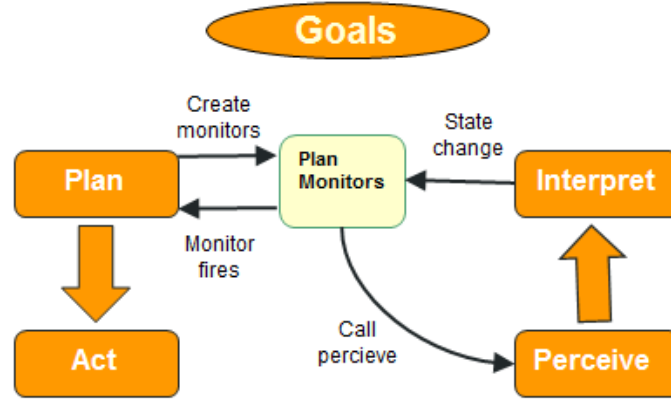 Goals
Create
monitors
State
change
Plan
Plan
Monitors
Interpret
Monitor
fires
Call
percieve
Act
Perceive